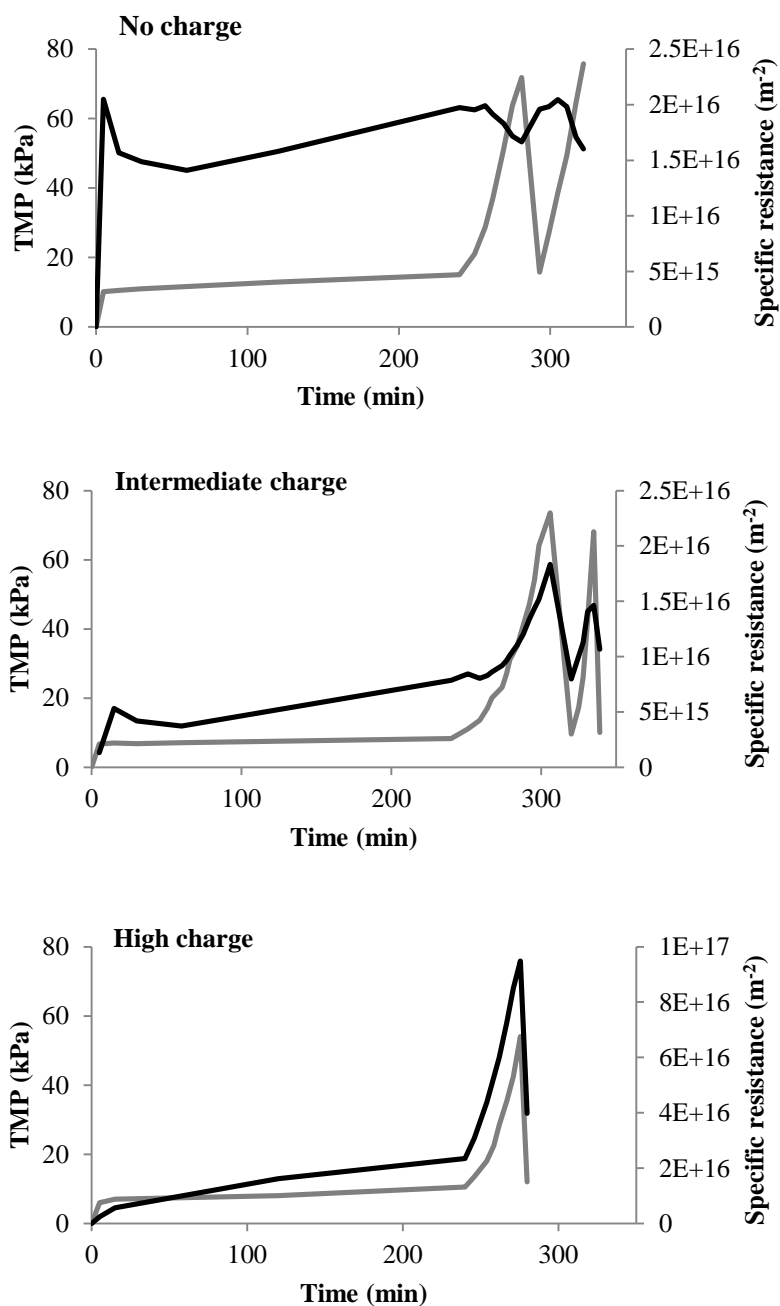 No charge
80
60
40
20
0
TMP (kPa)
2.5E+16
2E+16
1.5E+16
1E+16
5E+15
0
Specific resistance (m-2)
0 100 200 300
Time (min)
Intermediate charge
80
60
40
20
0
TMP (kPa)
2.5E+16
2E+16
1.5E+16
1E+16
5E+15
0
Specific resistance (m-2)
0 100 200 300
Time (min)
High charge
80
60
40
20
0
TMP (kPa)
1E+17
8E+16
6E+16
4E+16
2E+16
0
Specific resistance (m-2)
0 100 200 300
Time (min)